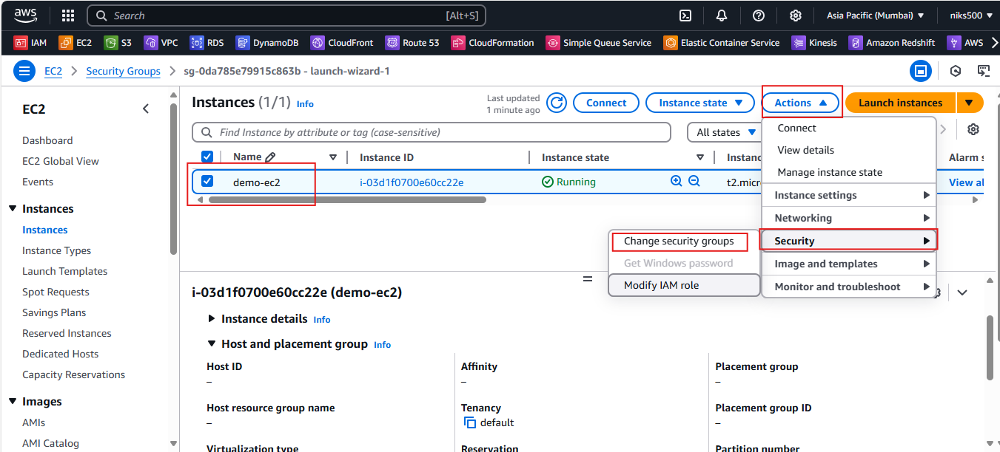 aws Search [Alt+S] Asia Pacific (Mumbai) niks500
IAM EC2 S3 VPC RDS DynamoDB CloudFront Route 53 CloudFormation Simple Queue Service Elastic Container Service Kinesis Amazon Redshift AWS
EC2 Security Groups sg-0da785e79915c863b - launch-wizard-1
EC2
Dashboard
EC2 Global View
Events
Instances
Instances
Instance Types
Launch Templates
Spot Requests
Savings Plans
Reserved Instances
Dedicated Hosts
Capacity Reservations
Images
AMIs
AMI Catalog
Instances (1/1) Info
Last updated
1 minute ago
Connect Instance state Actions Launch instances
Find Instance by attribute or tag (case-sensitive) All states
Name Instance ID Instance state Instanc Alarm s
demo-ec2 i-03d1f0700e60cc22e Running t2.micr View al
Connect
View details
Manage instance state
Instance settings
Networking
Security
Image and templates
Monitor and troubleshoot
Change security groups
Get Windows password
Modify IAM role
i-03d1f0700e60cc22e (demo-ec2)
Instance details Info
Host and placement group Info
Host ID Affinity Placement group
– – –
Host resource group name Tenancy Placement group ID
– default –
Virtualization type Reservation Partition number